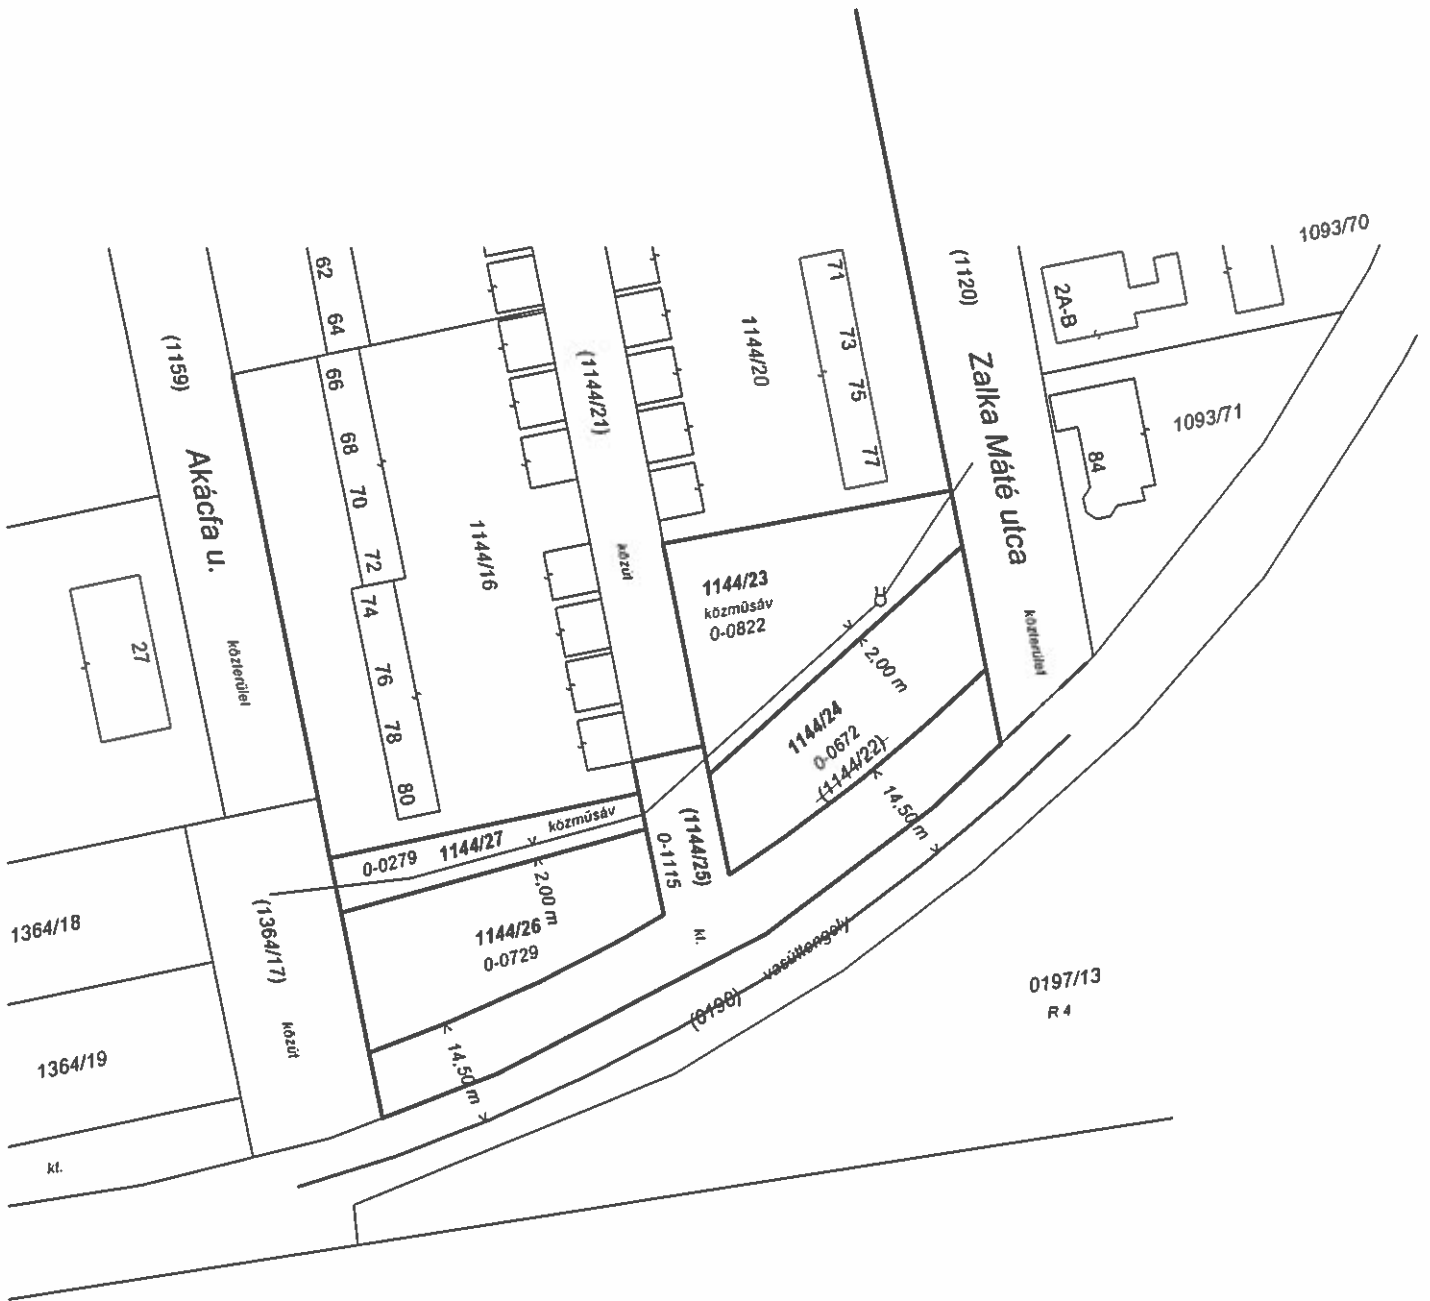 1093/70
(1120)
62
64
71
73
75
77
2A-B
(1159)
1144/20
(1144/21)
Zalka Máté utca
66
68
70
72
1093/71
84
Akácfa u.
1144/16
közút
74
76
78
80
1144/23
közműsáv
0-0822
27
közterület
közterület
2,00 m
1144/24
0-0672
(1144/22)
14,50 m
0-0279
1144/27
közműsáv
(1144/25)
0-1115
2,00 m
1364/18
(1364/17)
1144/26
0-0729
kt.
vasúttengely
(0190)
0197/13
R 4
közút
14,50 m
1364/19
kt.